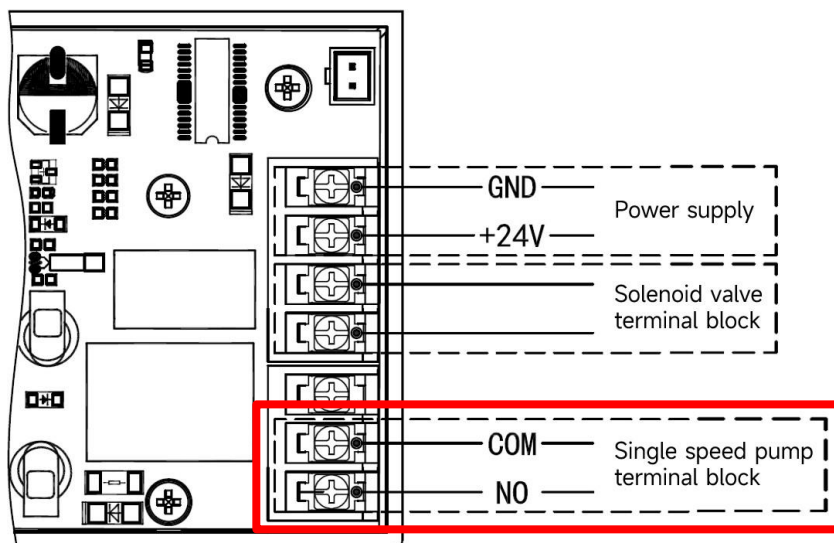 GND
+24V
Power supply
Solenoid valve
terminal block
COM
NO
Single speed pump
terminal block